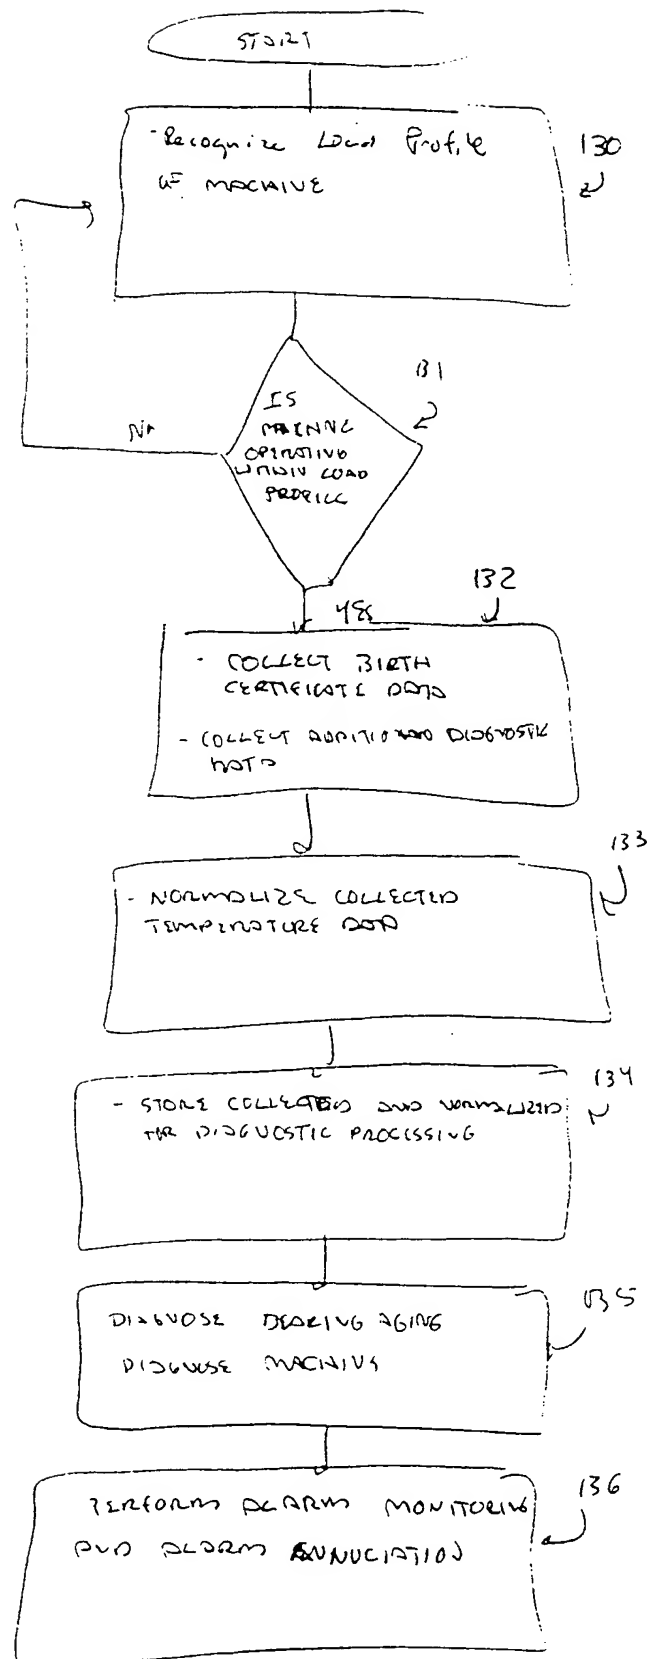 START
- Recognize Load Profile
OF MACHINE
130
131
IS
MACHINE
OPERATING
WITHIN LOAD
PROFILE
No
132
YES
- COLLECT BIRTH
CERTIFICATE DATA
- COLLECT ADDITIONAL DIAGNOSTIC
DATA
133
- NORMALIZE COLLECTED
TEMPERATURE DATA
134
- STORE COLLECTED AND NORMALIZED
FOR DIAGNOSTIC PROCESSING
135
DIAGNOSE BEARING AGING
DIAGNOSE MACHINE
136
PERFORM ALARM MONITORING
AND ALARM ANNUCIATION